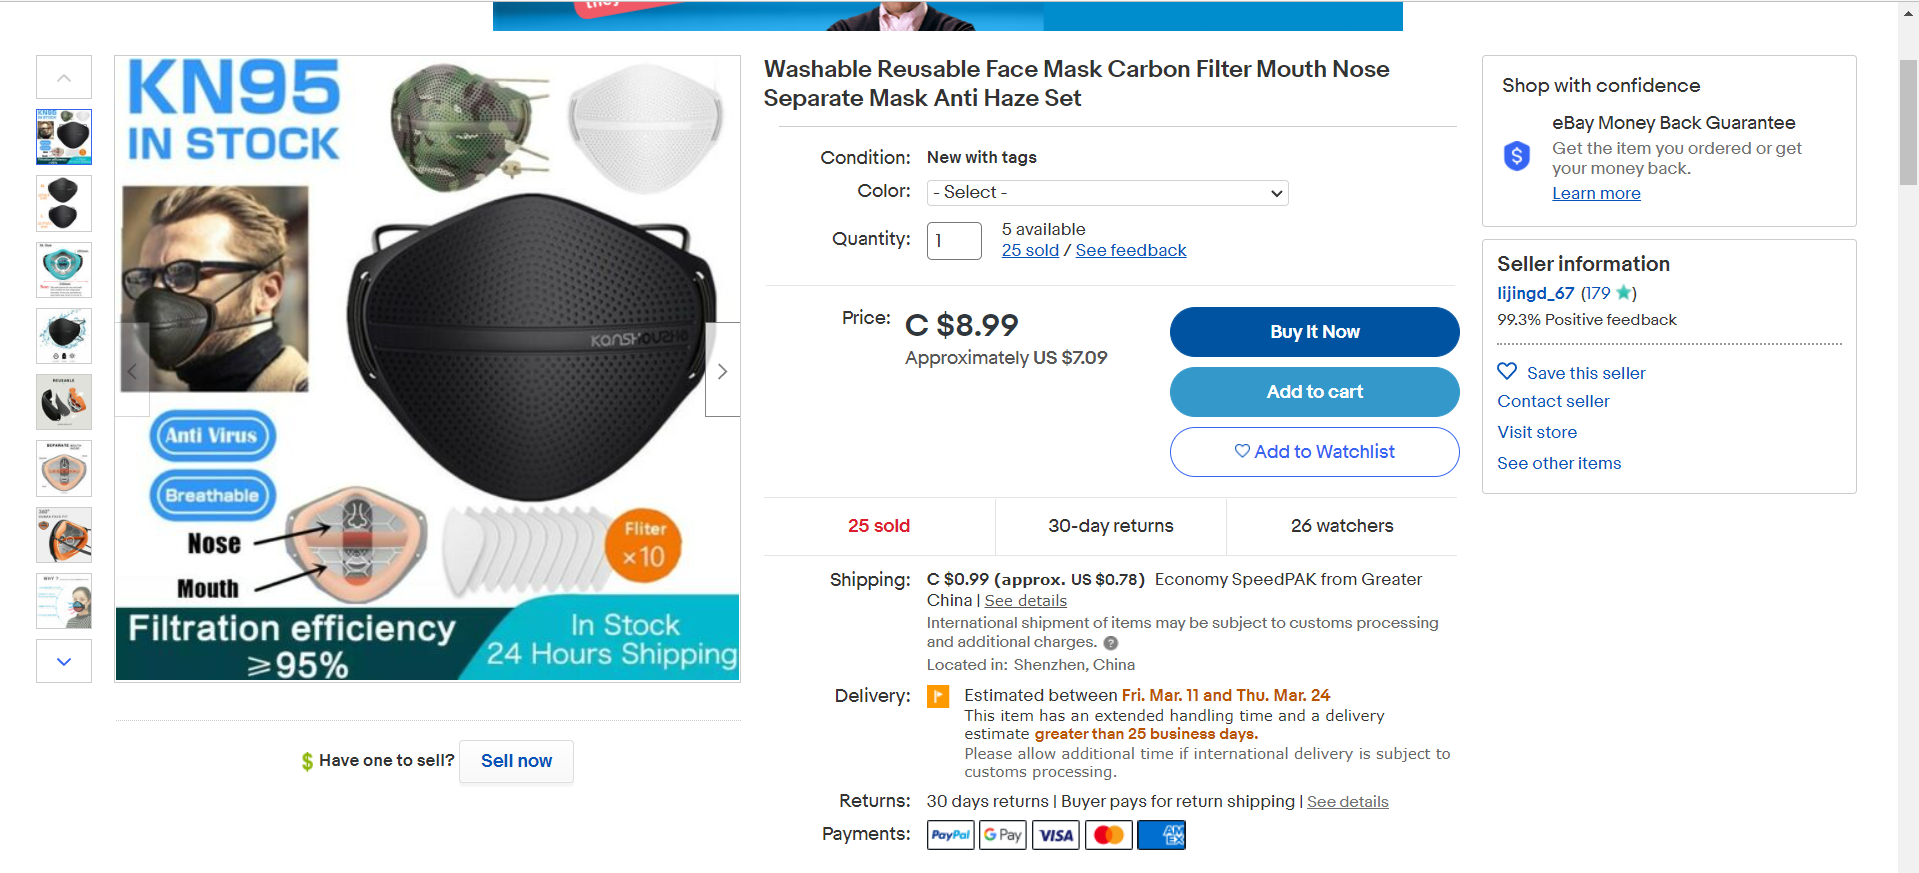 they
KN95
IN STOCK
KANSHOUZHE
Anti Virus
Breathable
Nose
Mouth
Fliter
×10
Filtration efficiency
≥95%
In Stock
24 Hours Shipping
Have one to sell?
Sell now
Washable Reusable Face Mask Carbon Filter Mouth Nose
Separate Mask Anti Haze Set
Condition: New with tags
Color: - Select -
Quantity: 1
5 available
25 sold / See feedback
Price: C $8.99
Approximately US $7.09
Buy It Now
Add to cart
Add to Watchlist
25 sold
30-day returns
26 watchers
Shipping: C $0.99 (approx. US $0.78) Economy SpeedPAK from Greater
China | See details
International shipment of items may be subject to customs processing
and additional charges. ?
Located in: Shenzhen, China
Delivery: Estimated between Fri. Mar. 11 and Thu. Mar. 24
This item has an extended handling time and a delivery
estimate greater than 25 business days.
Please allow additional time if international delivery is subject to
customs processing.
Returns: 30 days returns | Buyer pays for return shipping | See details
Payments: PayPal G Pay VISA AMEX
Shop with confidence
eBay Money Back Guarantee
Get the item you ordered or get
your money back.
Learn more
Seller information
lijingd_67 (179)
99.3% Positive feedback
Save this seller
Contact seller
Visit store
See other items